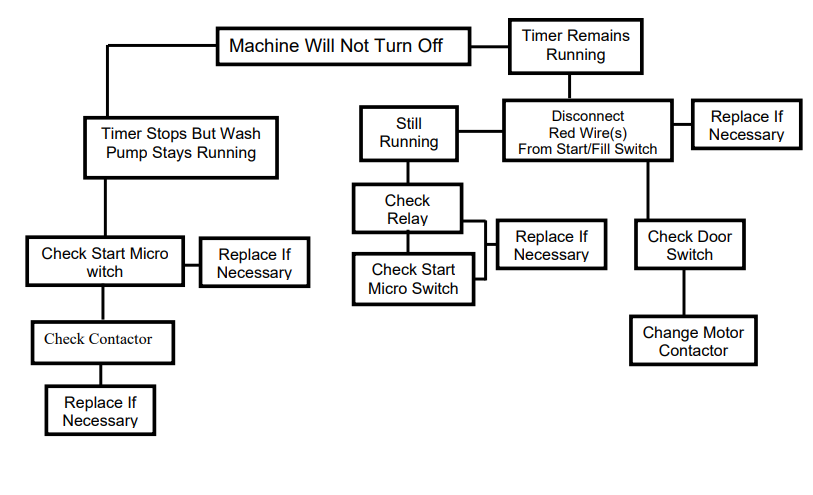 Machine Will Not Turn Off
Timer Remains
Running
Timer Stops But Wash
Pump Stays Running
Still
Running
Disconnect
Red Wire(s)
From Start/Fill Switch
Replace If
Necessary
Check
Relay
Check Start Micro
witch
Replace If
Necessary
Replace If
Necessary
Check Door
Switch
Check Start
Micro Switch
Check Contactor
Change Motor
Contactor
Replace If
Necessary